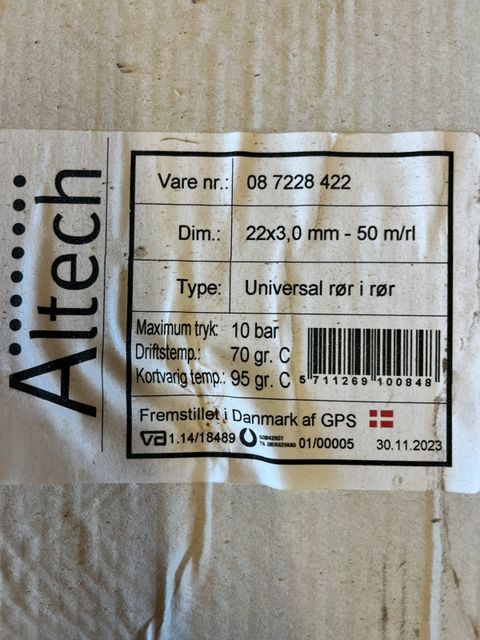 Altech
Vare nr.: 08 7228 422
Dim.: 22x3,0 mm - 50 m/rl
Type: Universal rør i rør
Maximum tryk: 10 bar
Driftstemp.: 70 gr. C
Kortvarig temp.: 95 gr. C
5 711269 100848
Fremstillet i Danmark af GPS
va 1.14/18489 GODKENDT TIL DRIKKEVAND 01/00005 30.11.2023